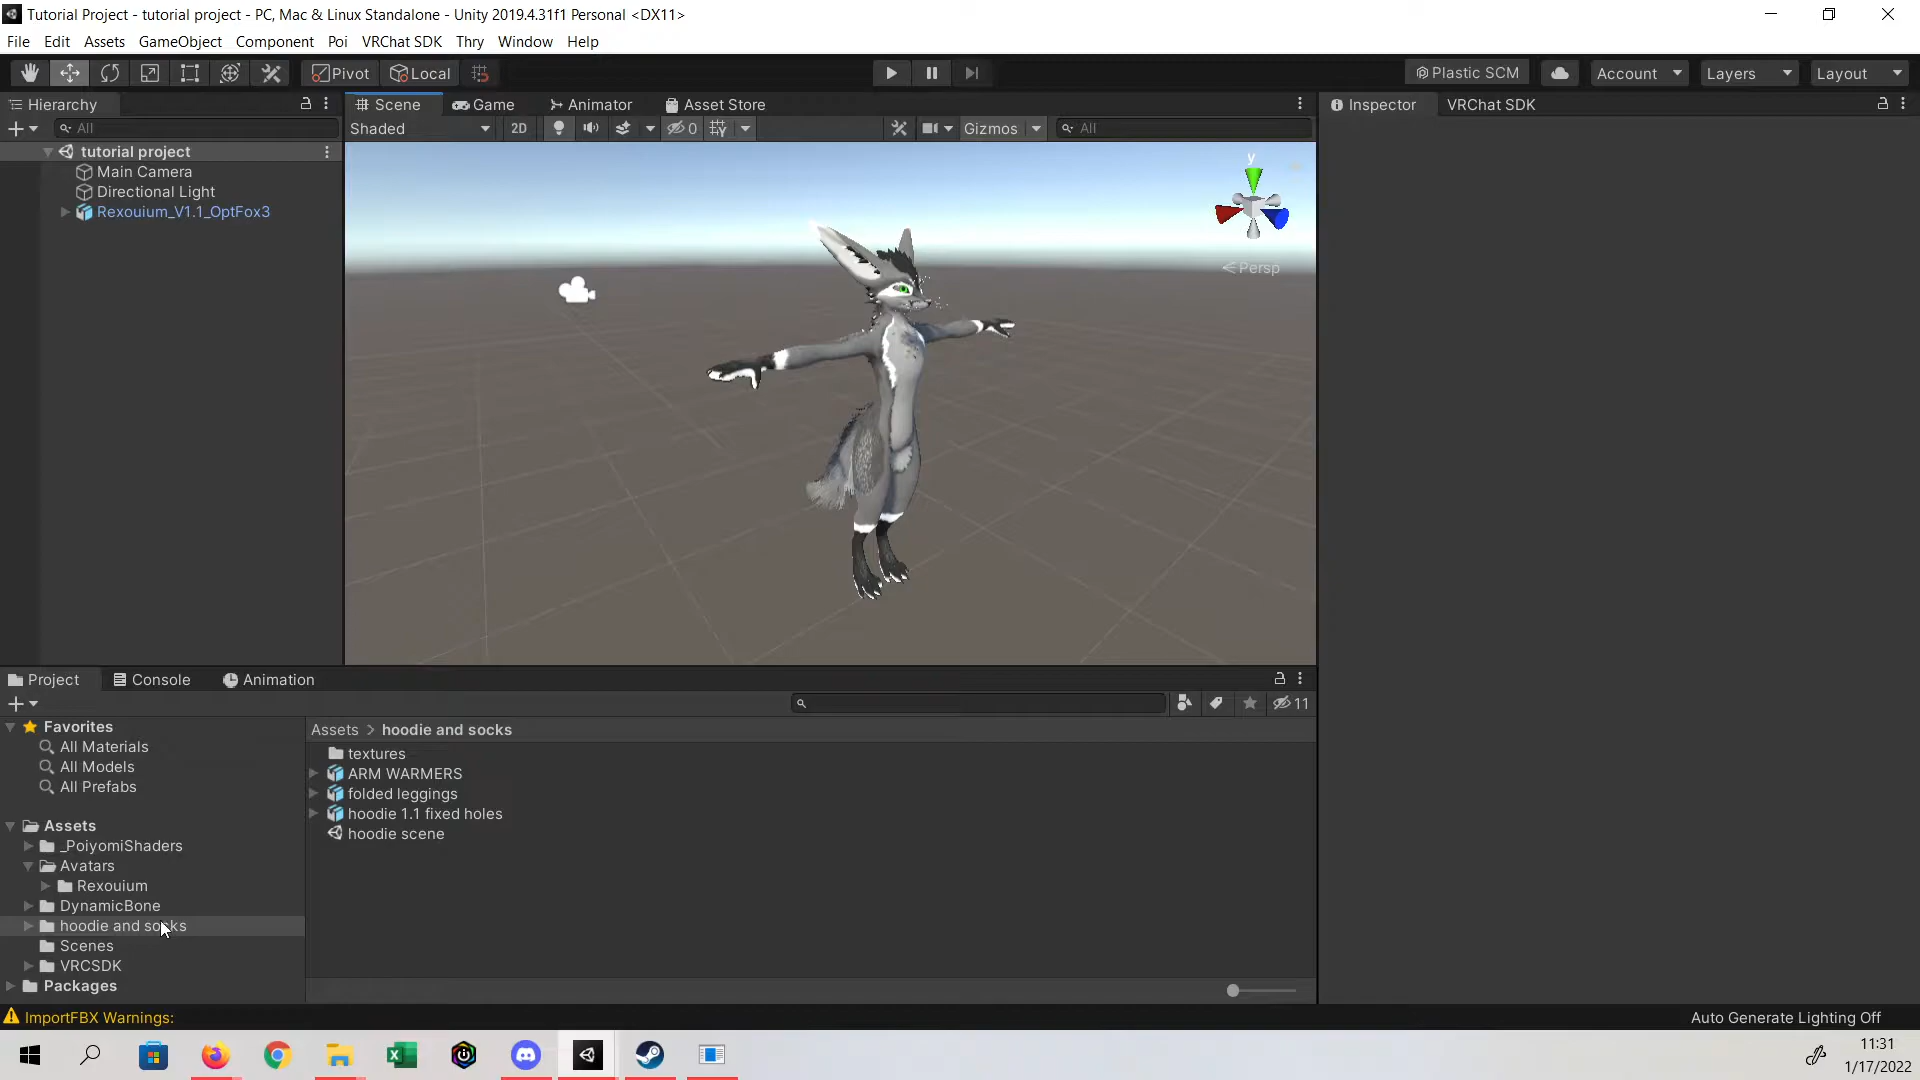 Tutorial Project - tutorial project - PC, Mac & Linux Standalone - Unity 2019.4.31f1 Personal <DX11>
File Edit Assets GameObject Component Poi VRChat SDK Thry Window Help
Pivot Local Plastic SCM Account Layers Layout
Hierarchy Scene Game Animator Asset Store Inspector VRChat SDK
All Shaded 2D 0 Gizmos All
tutorial project
Main Camera
Directional Light
Rexouium_V1.1_OptFox3
y
Persp
Project Console Animation
11
Favorites
All Materials
All Models
All Prefabs
Assets
_PoiyomiShaders
Avatars
Rexouium
DynamicBone
hoodie and socks
Scenes
VRCSDK
Packages
Assets > hoodie and socks
textures
ARM WARMERS
folded leggings
hoodie 1.1 fixed holes
hoodie scene
ImportFBX Warnings:
Auto Generate Lighting Off
11:31
1/17/2022